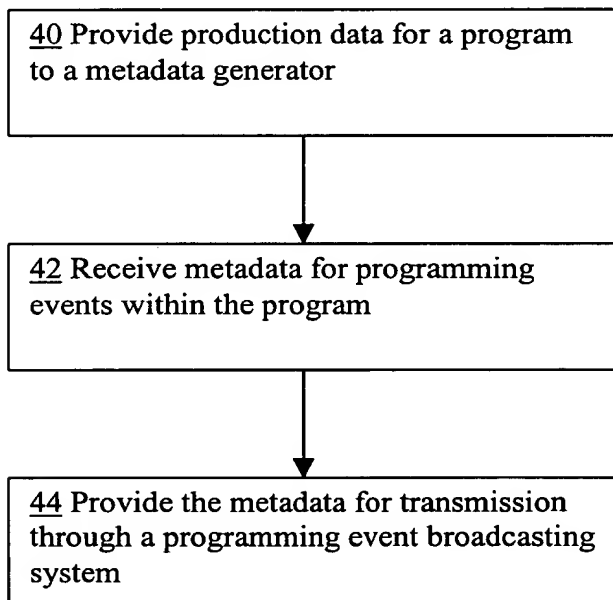 40 Provide production data for a program
to a metadata generator
42 Receive metadata for programming
events within the program
44 Provide the metadata for transmission
through a programming event broadcasting
system